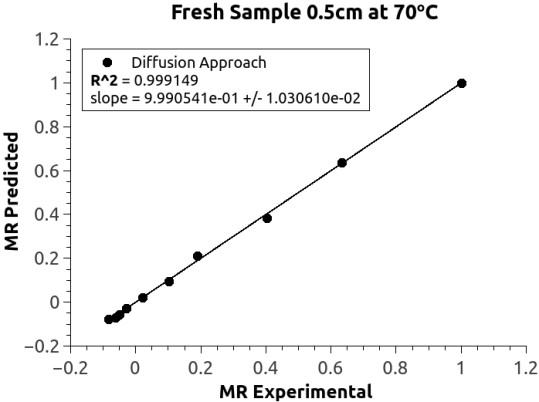 Fresh Sample 0.5cm at 70°C
1.2
1
0.8
0.6
0.4
0.2
0
−0.2
MR Predicted
Diffusion Approach
R^2 = 0.999149
slope = 9.990541e-01 +/- 1.030610e-02
−0.2 0 0.2 0.4 0.6 0.8 1 1.2
MR Experimental